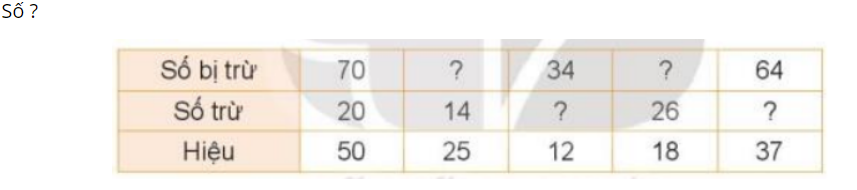 Số ?
Số bị trừ 70 ? 34 ? 64
Số trừ 20 14 ? 26 ?
Hiệu 50 25 12 18 37